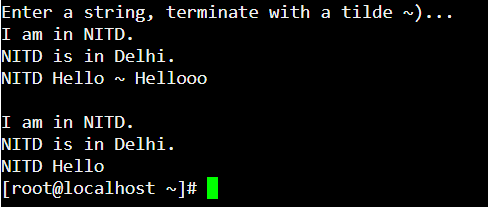 Enter a string, terminate with a tilde ~)...
I am in NITD.
NITD is in Delhi.
NITD Hello ~ Hellooo
I am in NITD.
NITD is in Delhi.
NITD Hello
[root@localhost ~]#